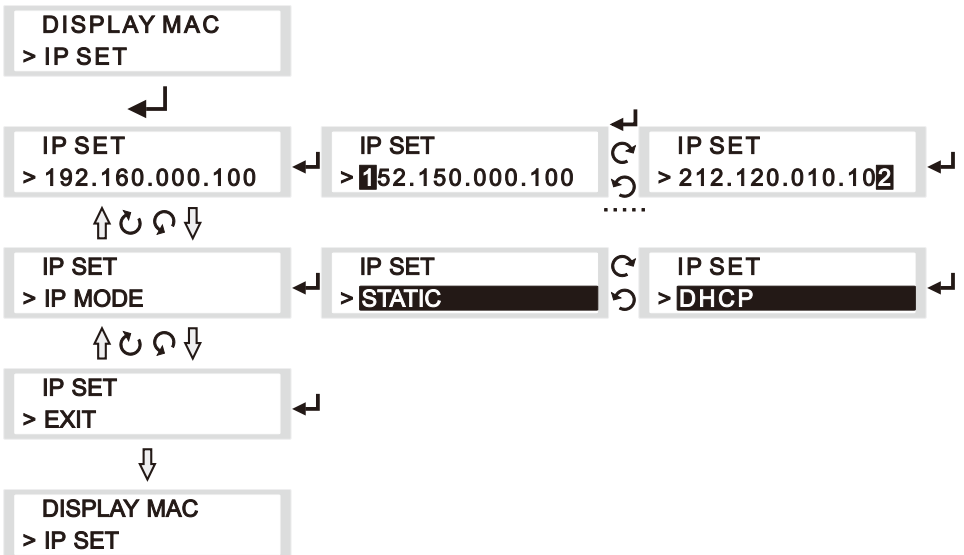 DISPLAY MAC
> IP SET
IP SET
> 192.160.000.100
IP SET
> 152.150.000.100
IP SET
> 212.120.010.102
.....
IP SET
> IP MODE
IP SET
> STATIC
IP SET
> DHCP
IP SET
> EXIT
DISPLAY MAC
> IP SET